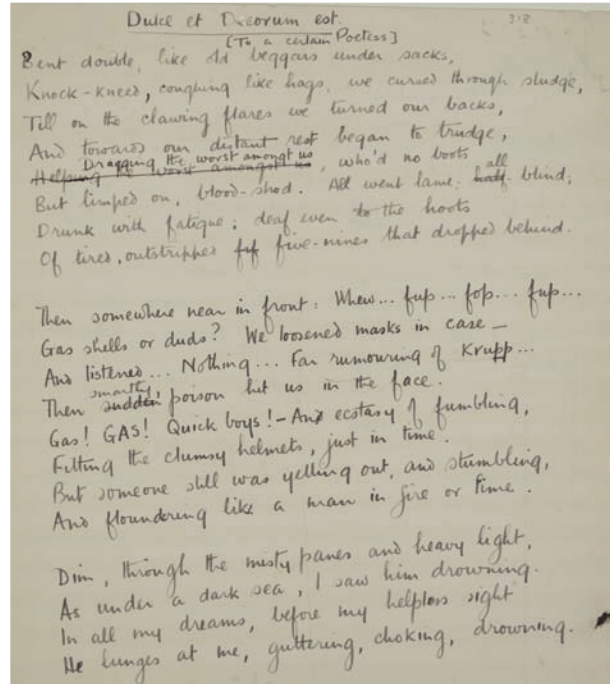 Dulce et Decorum est.
318
(To a certain Poetess)
Bent double, like old beggars under sacks,
Knock-kneed, coughing like hags, we cursed through sludge,
Till on the clawing flares we turned our backs,
And towards our distant rest began to trudge,
Dragging the worst amongst us
Helping the worst amongst us, who'd no boots
But limped on, blood-shod. All went lame; half all blind;
Drunk with fatigue; deaf even to the hoots
Of tired, outstripped fif five-nines that dropped behind.
Then somewhere near in front: Whew... fup... fop... fup...
Gas shells or duds? We loosened masks in case —
And listened... Nothing... Far rumouring of Krupp...
smartly,
Then sudden poison hit us in the face.
Gas! GAS! Quick boys! — An ecstasy of fumbling,
Fitting the clumsy helmets, just in time.
But someone still was yelling out, and stumbling,
And floundering like a man in fire or lime.
Dim, through the misty panes and heavy light,
As under a dark sea, I saw him drowning.
In all my dreams, before my helpless sight
He lunges at me, guttering, choking, drowning.